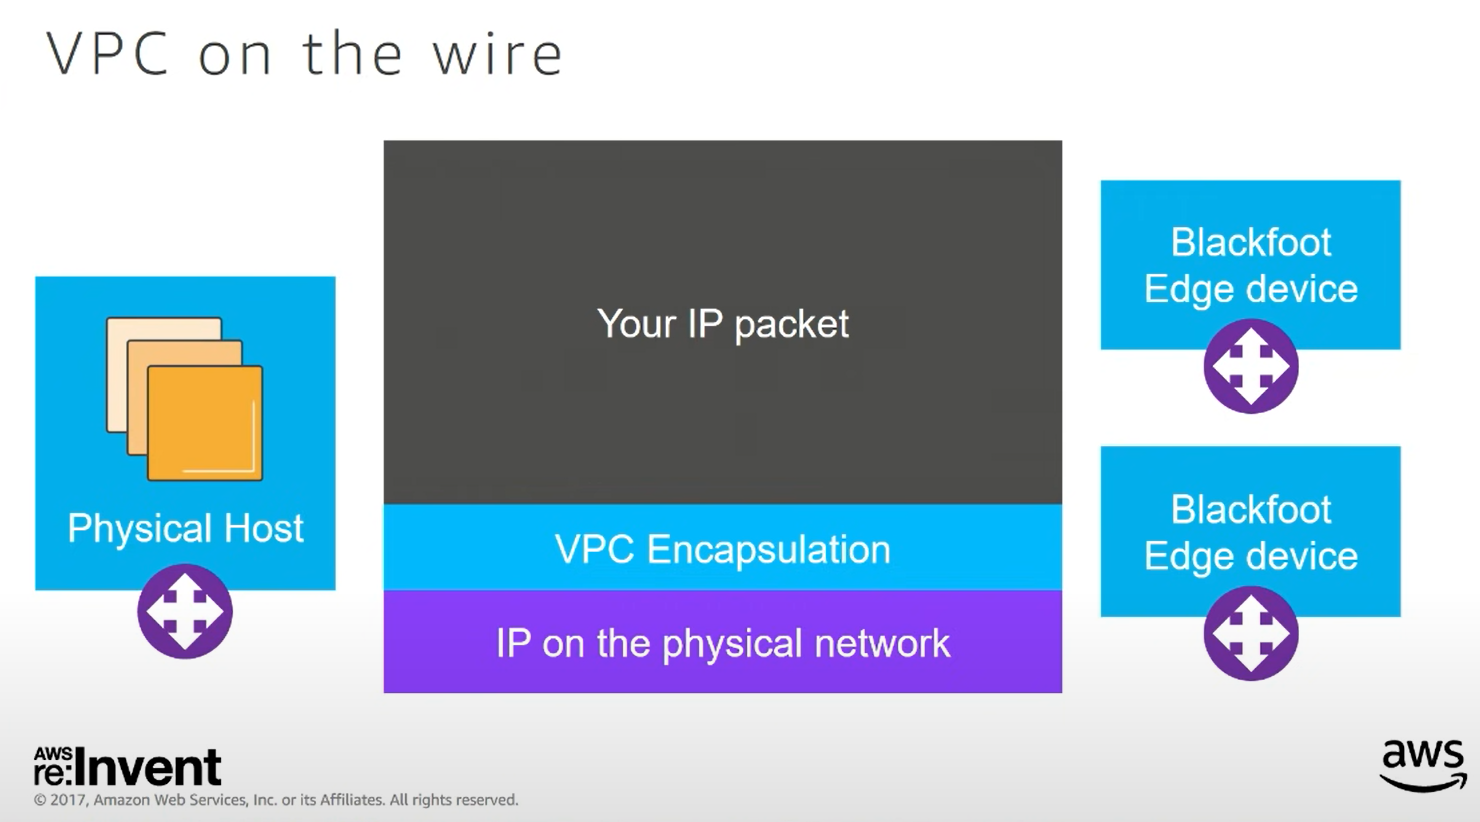 VPC on the wire
Your IP packet
VPC Encapsulation
IP on the physical network
Physical Host
Blackfoot
Edge device
Blackfoot
Edge device
AWS
re:Invent
© 2017, Amazon Web Services, Inc. or its Affiliates. All rights reserved.
aws